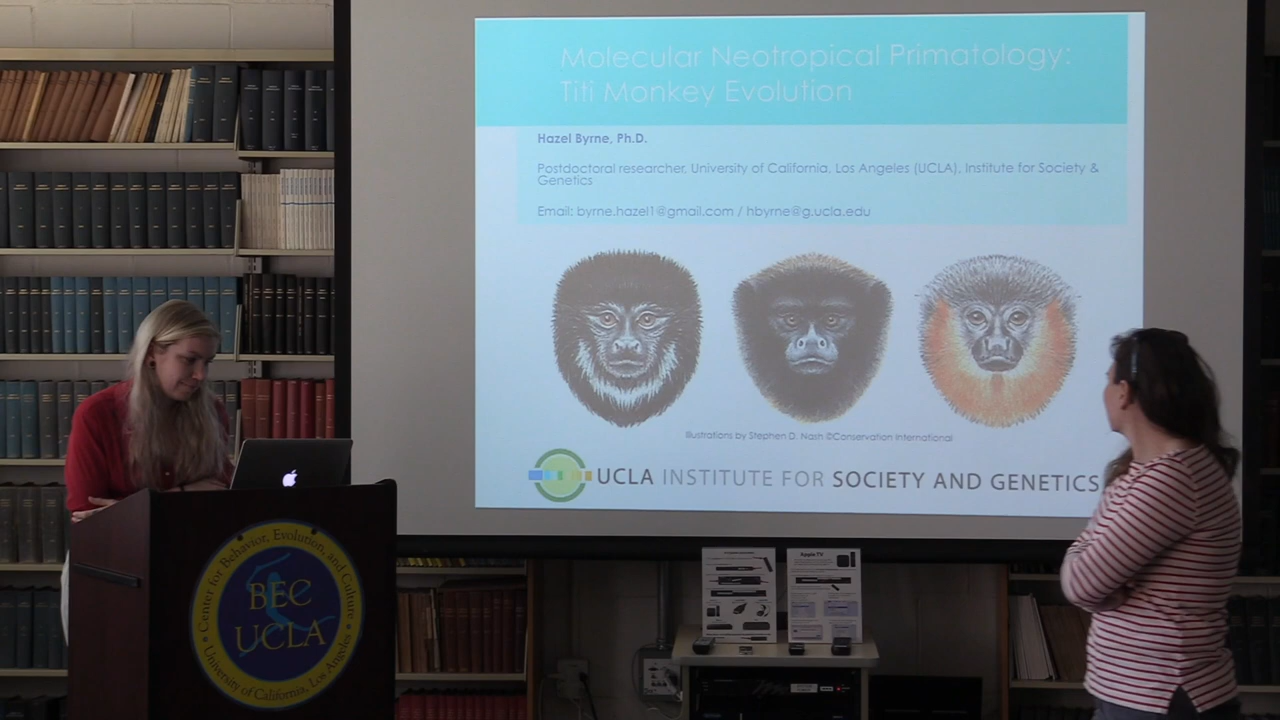 Molecular Neotropical Primatology:
Titi Monkey Evolution
Hazel Byrne, Ph.D.
Postdoctoral researcher, University of California, Los Angeles (UCLA), Institute for Society &
Genetics
Email: byrne.hazel1@gmail.com / hbyrne@g.ucla.edu
Illustrations by Stephen D. Nash ©Conservation International
UCLA INSTITUTE FOR SOCIETY AND GENETICS
Center for Behavior, Evolution, and Culture
BEC
UCLA
University of California, Los Angeles
Apple TV